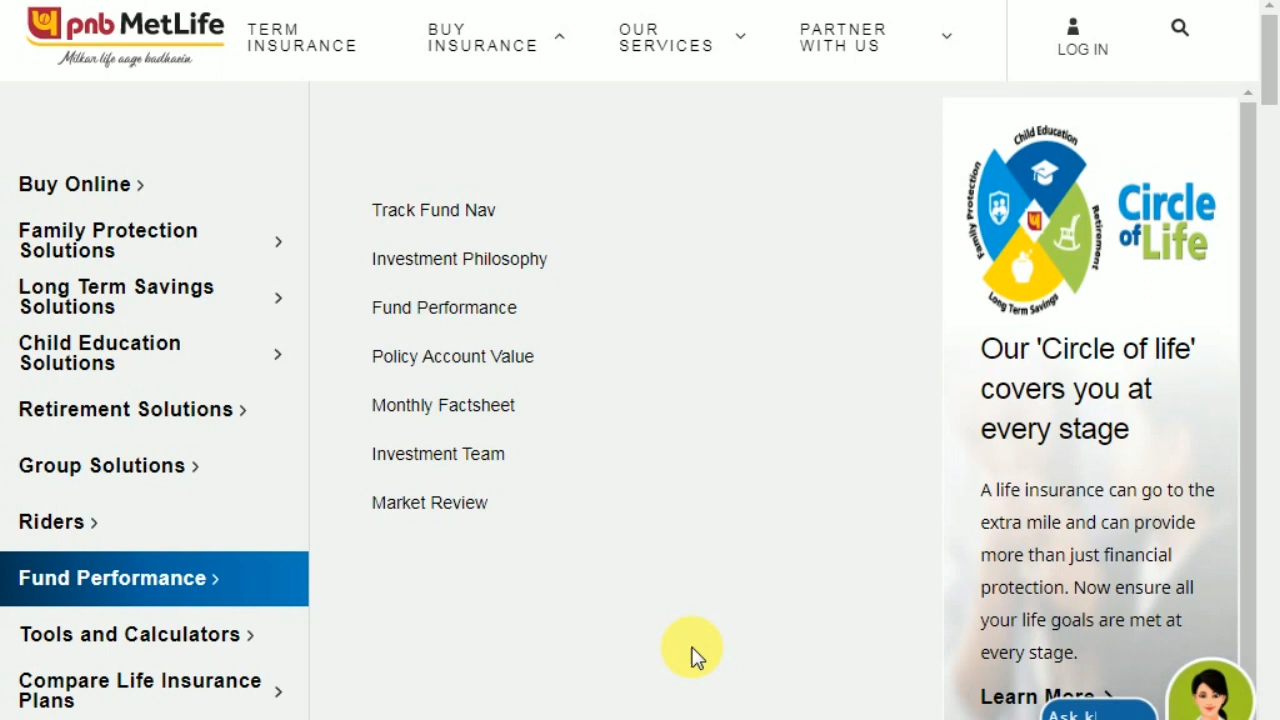 pnb MetLife
Milkar life aage badhaein
TERM
INSURANCE
BUY
INSURANCE
OUR
SERVICES
PARTNER
WITH US
LOG IN
Buy Online
Family Protection
Solutions
Long Term Savings
Solutions
Child Education
Solutions
Retirement Solutions
Group Solutions
Riders
Fund Performance
Tools and Calculators
Compare Life Insurance
Plans
Track Fund Nav
Investment Philosophy
Fund Performance
Policy Account Value
Monthly Factsheet
Investment Team
Market Review
Child Education
Family Protection
Retirement
Long Term Savings
Circle
of Life
Our 'Circle of life'
covers you at
every stage
A life insurance can go to the
extra mile and can provide
more than just financial
protection. Now ensure all
your life goals are met at
every stage.
Learn More
Ask k